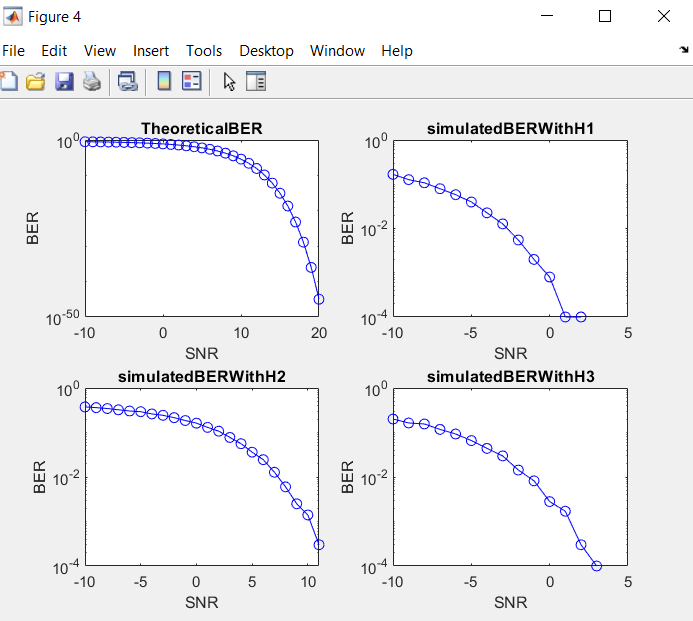 Figure 4
File Edit View Insert Tools Desktop Window Help
TheoreticalBER
10^0
10^-50
BER
-10 0 10 20
SNR
simulatedBERWithH1
10^0
10^-2
10^-4
BER
-10 -5 0 5
SNR
simulatedBERWithH2
10^0
10^-2
10^-4
BER
-10 -5 0 5 10
SNR
simulatedBERWithH3
10^0
10^-2
10^-4
BER
-10 -5 0 5
SNR